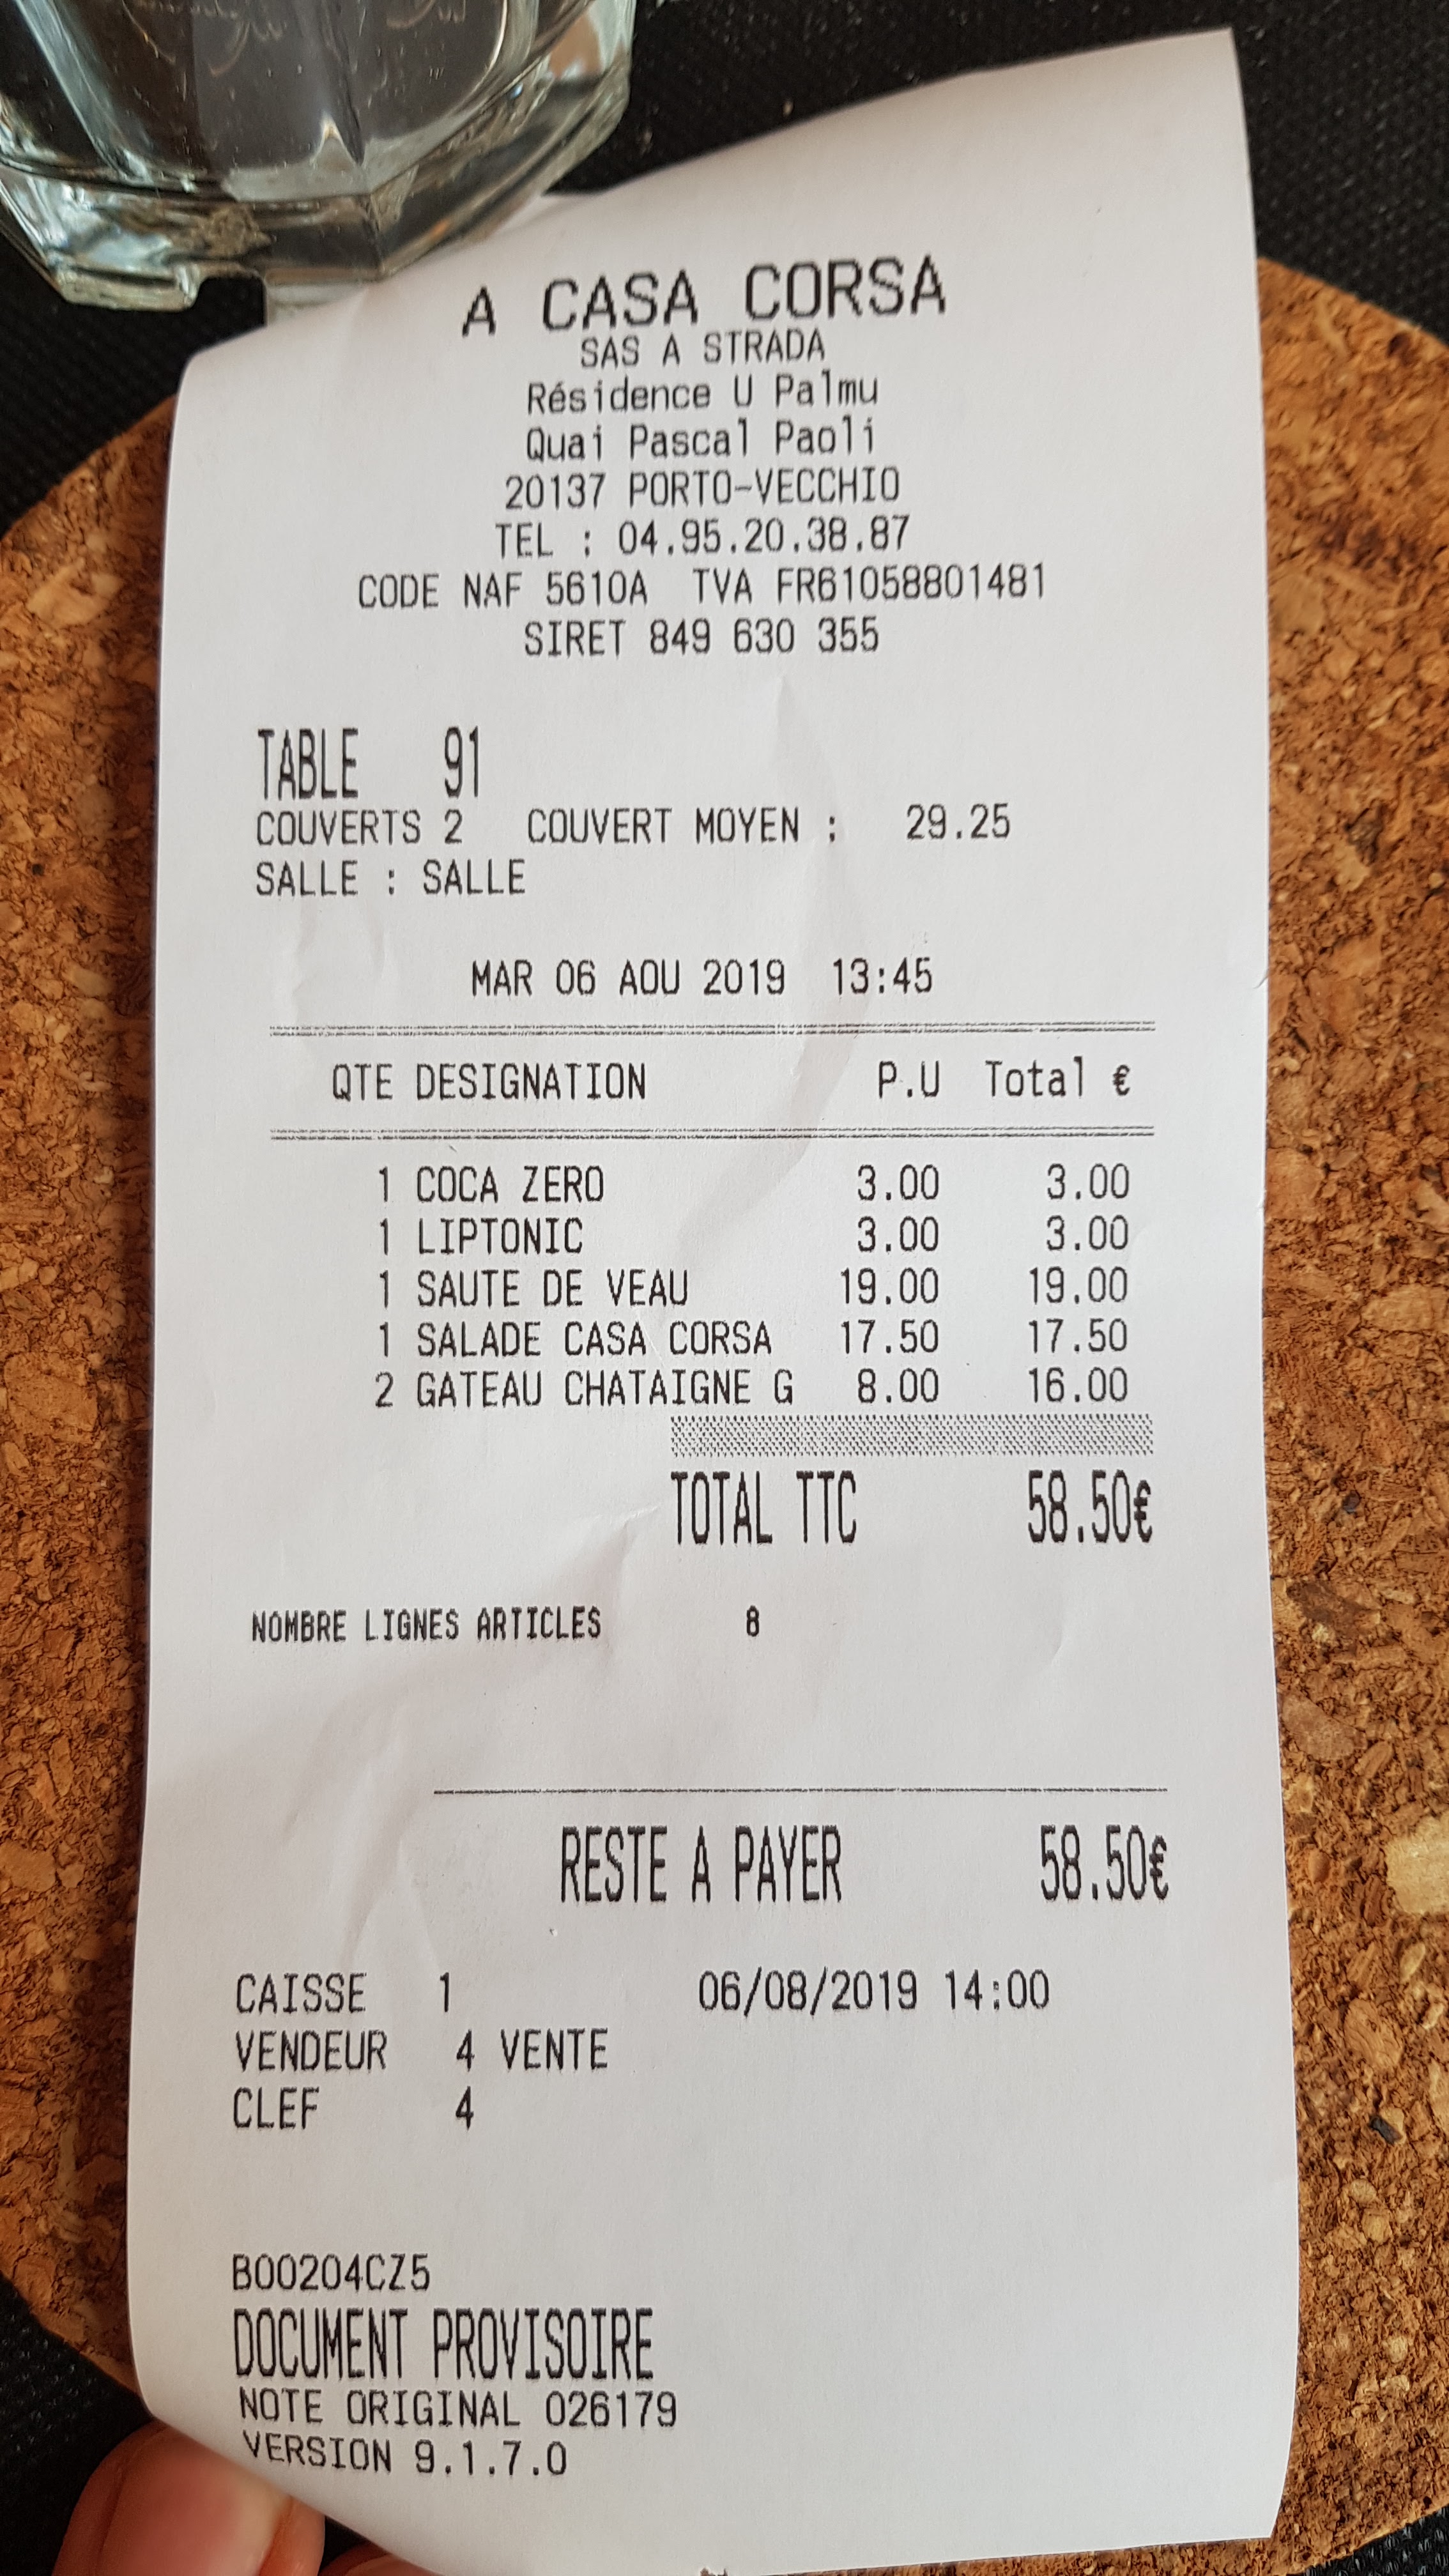 A CASA CORSA
SAS A STRADA
Résidence U Palmu
Quai Pascal Paoli
20137 PORTO-VECCHIO
TEL : 04.95.20.38.87
CODE NAF 5610A TVA FR61058801481
SIRET 849 630 355
TABLE 91
COUVERTS 2 COUVERT MOYEN : 29.25
SALLE : SALLE
MAR 06 AOU 2019 13:45
QTE DESIGNATION P.U Total €
1 COCA ZERO 3.00 3.00
1 LIPTONIC 3.00 3.00
1 SAUTE DE VEAU 19.00 19.00
1 SALADE CASA CORSA 17.50 17.50
2 GATEAU CHATAIGNE G 8.00 16.00
TOTAL TTC 58.50€
NOMBRE LIGNES ARTICLES 8
RESTE A PAYER 58.50€
CAISSE 1 06/08/2019 14:00
VENDEUR 4 VENTE
CLEF 4
B00204CZ5
DOCUMENT PROVISOIRE
NOTE ORIGINAL 026179
VERSION 9.1.7.0